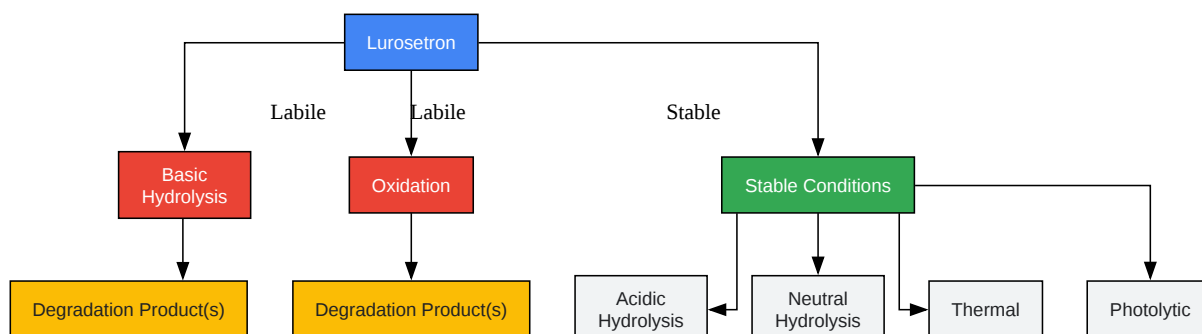 Lurosetron
Labile
Labile
Stable
Basic
Hydrolysis
Oxidation
Stable Conditions
Degradation Product(s)
Degradation Product(s)
Acidic
Hydrolysis
Neutral
Hydrolysis
Thermal
Photolytic